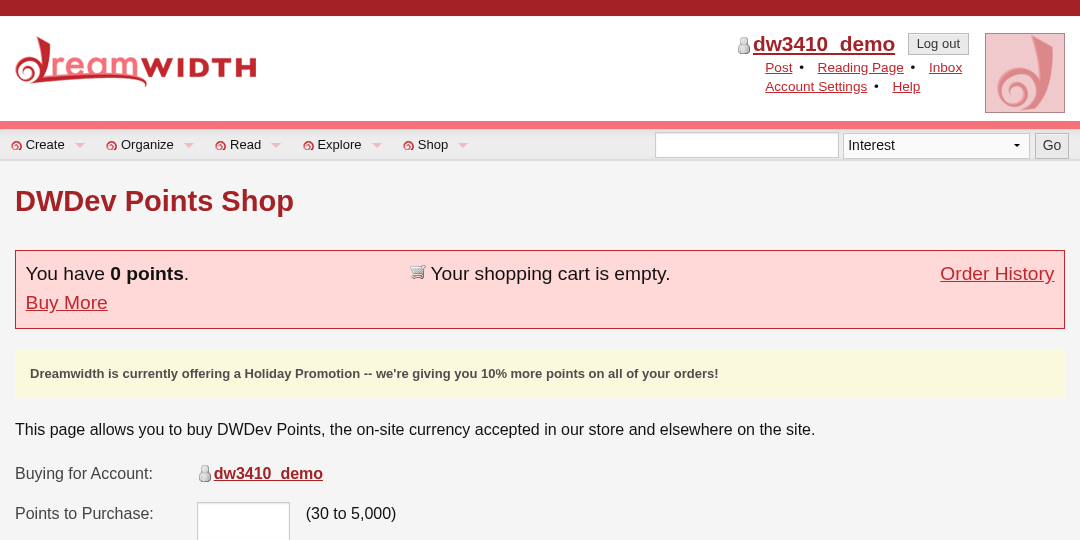 dreamWIDTH
dw3410_demo Log out
Post • Reading Page • Inbox
Account Settings • Help
Create Organize Read Explore Shop Interest Go
DWDev Points Shop
You have 0 points. Your shopping cart is empty. Order History
Buy More
Dreamwidth is currently offering a Holiday Promotion -- we're giving you 10% more points on all of your orders!
This page allows you to buy DWDev Points, the on-site currency accepted in our store and elsewhere on the site.
Buying for Account: dw3410_demo
Points to Purchase: (30 to 5,000)